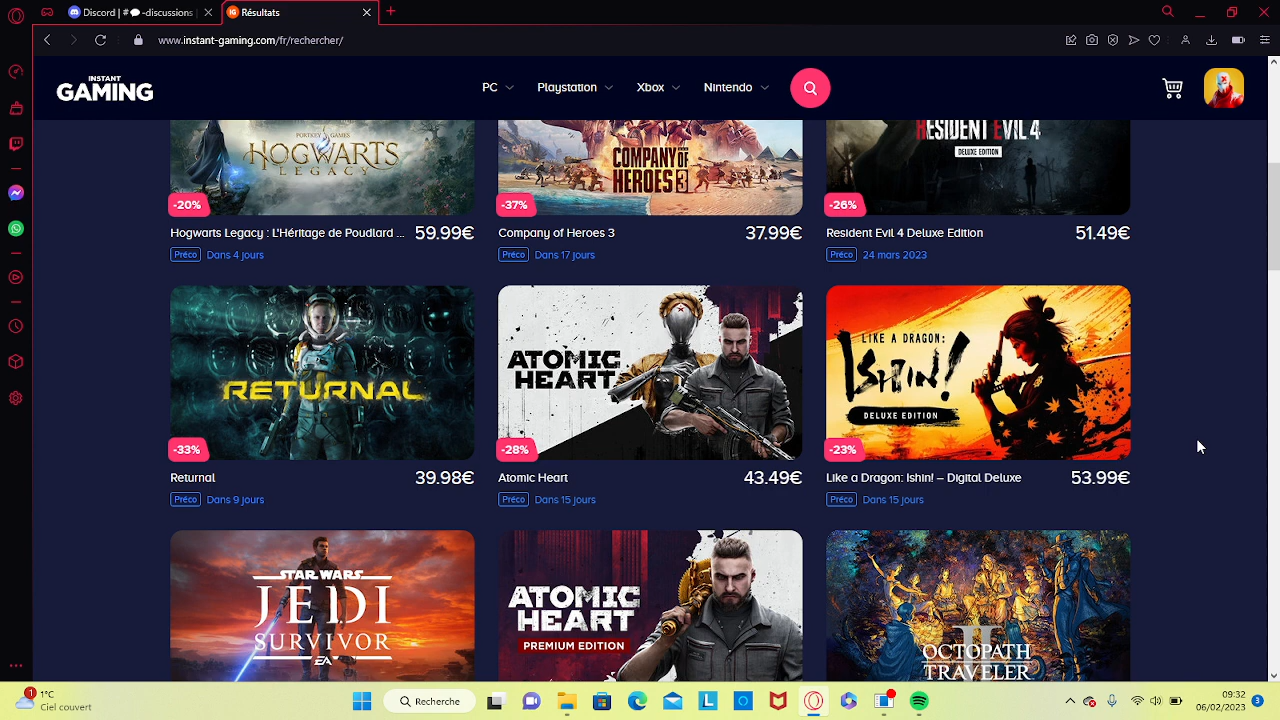 Discord | #💬-discussions
Résultats
www.instant-gaming.com/fr/rechercher/
INSTANT
GAMING
PC
Playstation
Xbox
Nintendo
PORTKEY GAMES
HOGWARTS
LEGACY
-20%
Hogwarts Legacy : L'Héritage de Poudlard ...
59.99€
Préco
Dans 4 jours
COMPANY OF
HEROES 3
-37%
Company of Heroes 3
37.99€
Préco
Dans 17 jours
RESIDENT EVIL 4
DELUXE EDITION
-26%
Resident Evil 4 Deluxe Edition
51.49€
Préco
24 mars 2023
RETURNAL
-33%
Returnal
39.98€
Préco
Dans 9 jours
ATOMIC
HEART
-28%
Atomic Heart
43.49€
Préco
Dans 15 jours
LIKE A DRAGON:
ISHIN!
DELUXE EDITION
-23%
Like a Dragon: Ishin! – Digital Deluxe
53.99€
Préco
Dans 15 jours
STAR WARS
JEDI
SURVIVOR
EA
ATOMIC
HEART
PREMIUM EDITION
II
OCTOPATH
TRAVELER
1
1°C
Ciel couvert
Recherche
09:32
06/02/2023
3